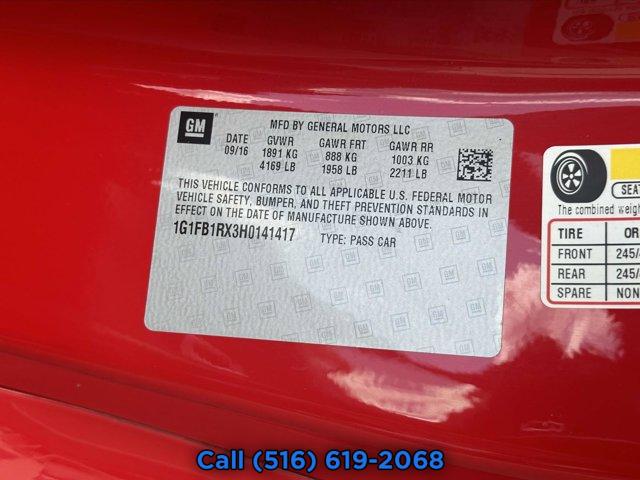 GM
MFD BY GENERAL MOTORS LLC
DATE GVWR GAWR FRT GAWR RR
09/16 1891 KG 888 KG 1003 KG
4169 LB 1958 LB 2211 LB
THIS VEHICLE CONFORMS TO ALL APPLICABLE U.S. FEDERAL MOTOR
VEHICLE SAFETY, BUMPER, AND THEFT PREVENTION STANDARDS IN
EFFECT ON THE DATE OF MANUFACTURE SHOWN ABOVE.
1G1FB1RX3H0141417 TYPE: PASS CAR
The combined weigh
TIRE
FRONT 245/
REAR 245/
SPARE NON
Call (516) 619-2068